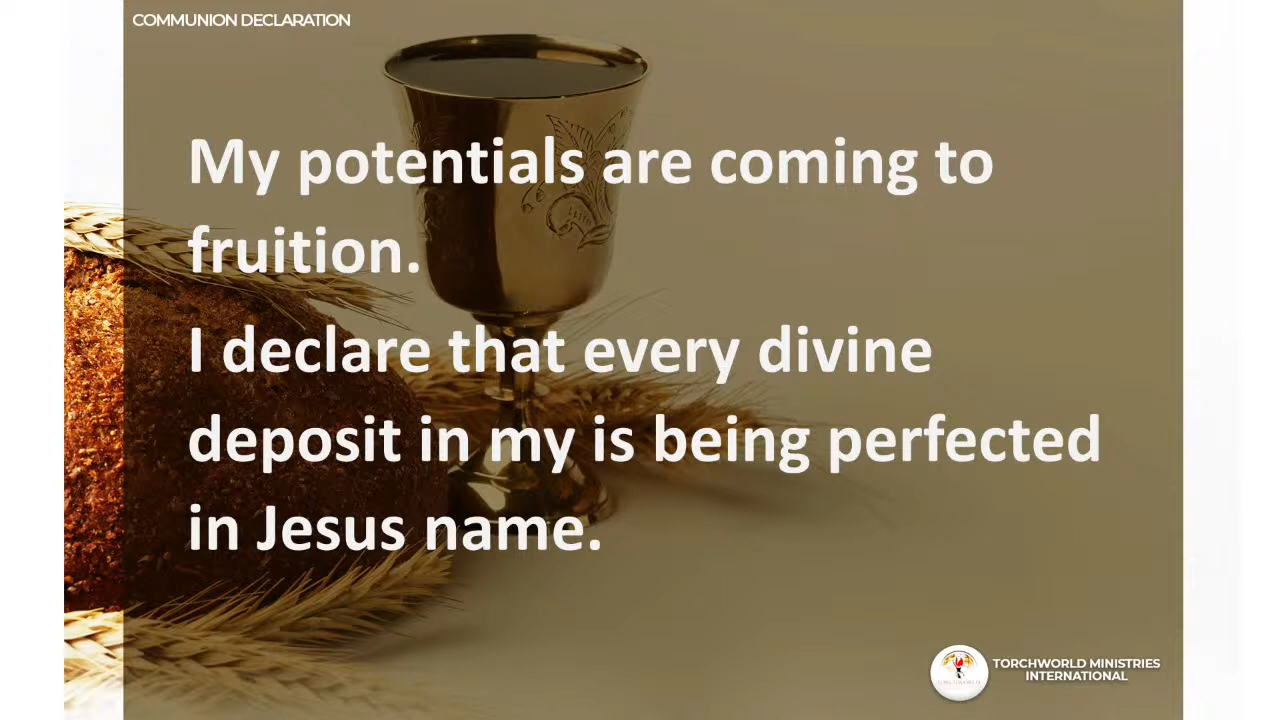 COMMUNION DECLARATION
My potentials are coming to
fruition.
I declare that every divine
deposit in my is being perfected
in Jesus name.
TORCHWORLD MINISTRIES
INTERNATIONAL